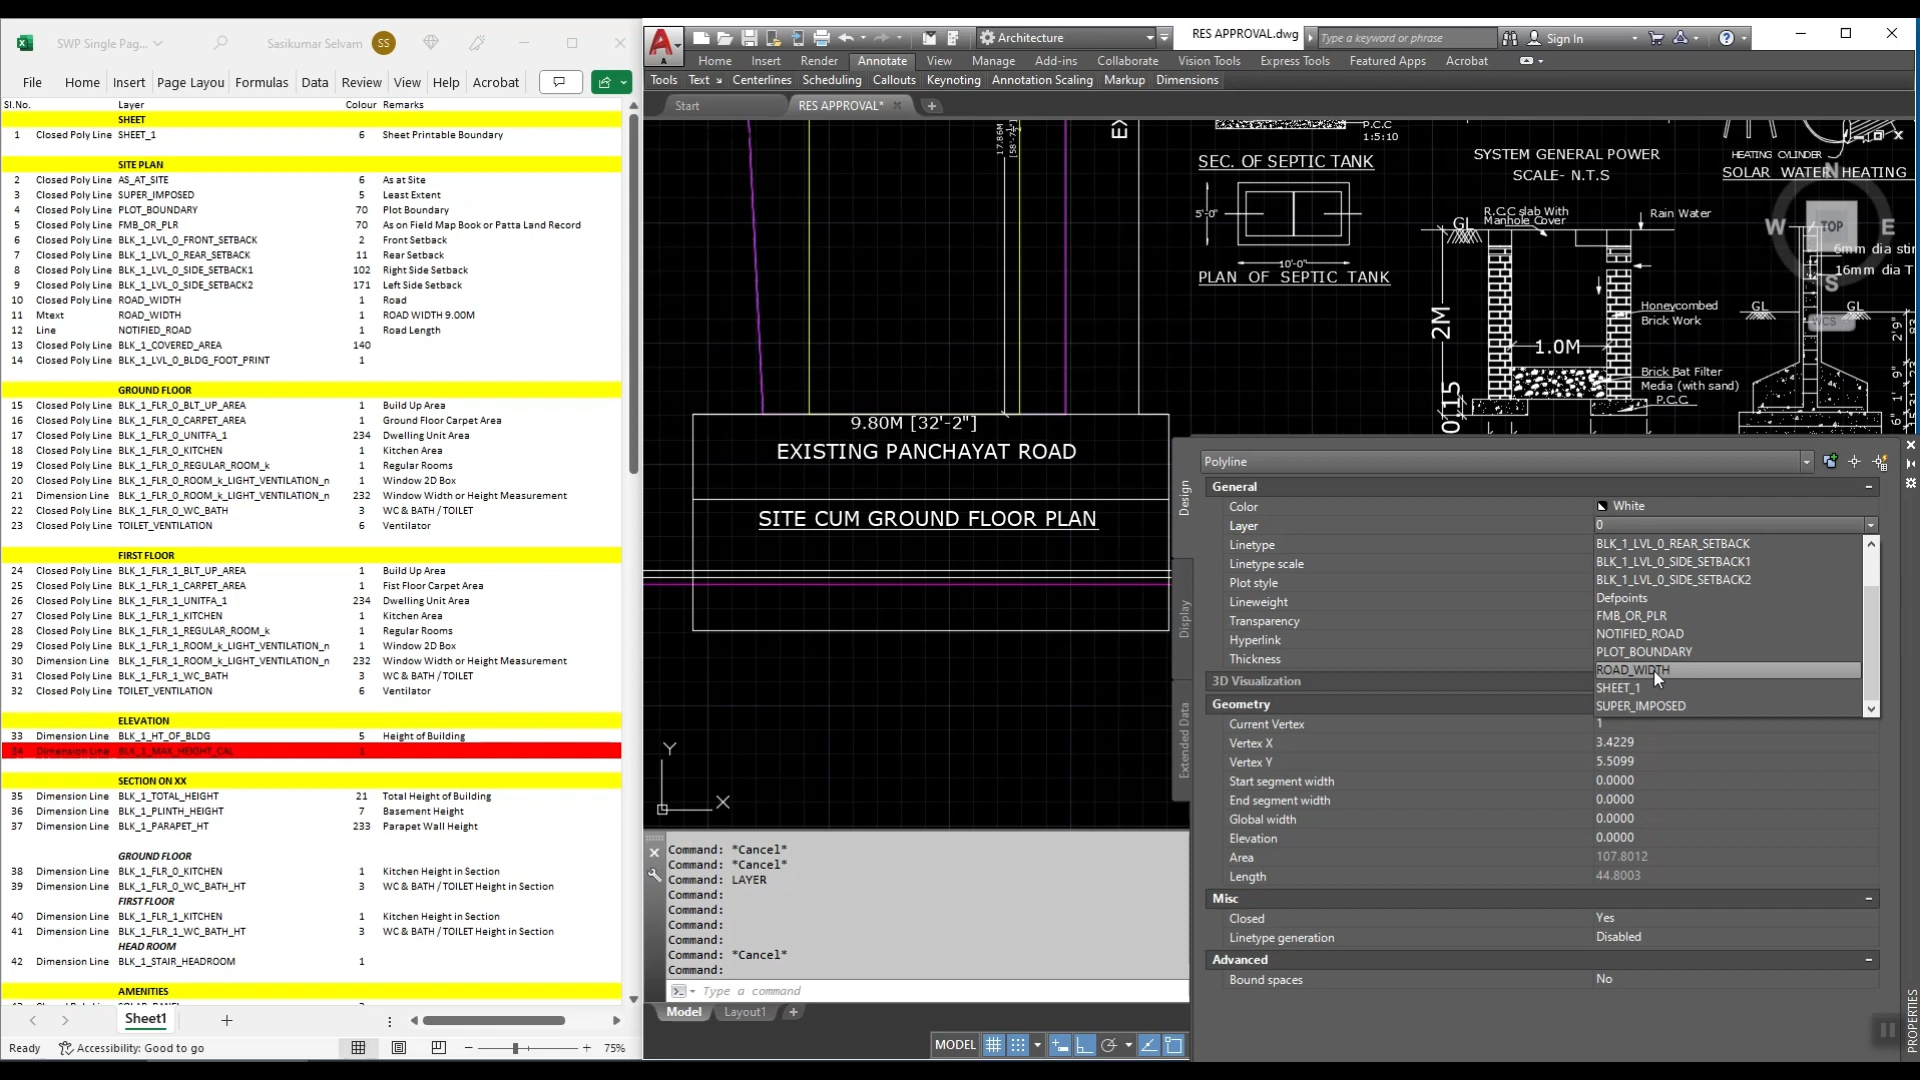 SWP Single Pag...
Sasikumar Selvam
SS
File Home Insert Page Layou Formulas Data Review View Help Acrobat
Sl.No. Layer Colour Remarks
SHEET
1 Closed Poly Line SHEET_1 6 Sheet Printable Boundary
SITE PLAN
2 Closed Poly Line AS_AT_SITE 6 As at Site
3 Closed Poly Line SUPER_IMPOSED 5 Least Extent
4 Closed Poly Line PLOT_BOUNDARY 70 Plot Boundary
5 Closed Poly Line FMB_OR_PLR 70 As on Field Map Book or Patta Land Record
6 Closed Poly Line BLK_1_LVL_0_FRONT_SETBACK 2 Front Setback
7 Closed Poly Line BLK_1_LVL_0_REAR_SETBACK 11 Rear Setback
8 Closed Poly Line BLK_1_LVL_0_SIDE_SETBACK1 102 Right Side Setback
9 Closed Poly Line BLK_1_LVL_0_SIDE_SETBACK2 171 Left Side Setback
10 Closed Poly Line ROAD_WIDTH 1 Road
11 Mtext ROAD_WIDTH 1 ROAD WIDTH 9.00M
12 Line NOTIFIED_ROAD 1 Road Length
13 Closed Poly Line BLK_1_COVERED_AREA 140
14 Closed Poly Line BLK_1_LVL_0_BLDG_FOOT_PRINT 1
GROUND FLOOR
15 Closed Poly Line BLK_1_FLR_0_BLT_UP_AREA 1 Build Up Area
16 Closed Poly Line BLK_1_FLR_0_CARPET_AREA 1 Ground Floor Carpet Area
17 Closed Poly Line BLK_1_FLR_0_UNITFA_1 234 Dwelling Unit Area
18 Closed Poly Line BLK_1_FLR_0_KITCHEN 1 Kitchen Area
19 Closed Poly Line BLK_1_FLR_0_REGULAR_ROOM_k 1 Regular Rooms
20 Closed Poly Line BLK_1_FLR_0_ROOM_k_LIGHT_VENTILATION_n 1 Window 2D Box
21 Dimension Line BLK_1_FLR_0_ROOM_k_LIGHT_VENTILATION_n 232 Window Width or Height Measurement
22 Closed Poly Line BLK_1_FLR_0_WC_BATH 3 WC & BATH / TOILET
23 Closed Poly Line TOILET_VENTILATION 6 Ventilator
FIRST FLOOR
24 Closed Poly Line BLK_1_FLR_1_BLT_UP_AREA 1 Build Up Area
25 Closed Poly Line BLK_1_FLR_1_CARPET_AREA 1 Fist Floor Carpet Area
26 Closed Poly Line BLK_1_FLR_1_UNITFA_1 234 Dwelling Unit Area
27 Closed Poly Line BLK_1_FLR_1_KITCHEN 1 Kitchen Area
28 Closed Poly Line BLK_1_FLR_1_REGULAR_ROOM_k 1 Regular Rooms
29 Closed Poly Line BLK_1_FLR_1_ROOM_k_LIGHT_VENTILATION_n 1 Window 2D Box
30 Dimension Line BLK_1_FLR_1_ROOM_k_LIGHT_VENTILATION_n 232 Window Width or Height Measurement
31 Closed Poly Line BLK_1_FLR_1_WC_BATH 3 WC & BATH / TOILET
32 Closed Poly Line TOILET_VENTILATION 6 Ventilator
ELEVATION
33 Dimension Line BLK_1_HT_OF_BLDG 5 Height of Building
34 Dimension Line BLK_1_MAX_HEIGHT_CAL 1
SECTION ON XX
35 Dimension Line BLK_1_TOTAL_HEIGHT 21 Total Height of Building
36 Dimension Line BLK_1_PLINTH_HEIGHT 7 Basement Height
37 Dimension Line BLK_1_PARAPET_HT 233 Parapet Wall Height
GROUND FLOOR
38 Dimension Line BLK_1_FLR_0_KITCHEN 1 Kitchen Height in Section
39 Dimension Line BLK_1_FLR_0_WC_BATH_HT 3 WC & BATH / TOILET Height in Section
FIRST FLOOR
40 Dimension Line BLK_1_FLR_1_KITCHEN 1 Kitchen Height in Section
41 Dimension Line BLK_1_FLR_1_WC_BATH_HT 3 WC & BATH / TOILET Height in Section
HEAD ROOM
42 Dimension Line BLK_1_STAIR_HEADROOM 1
AMENITIES
Sheet1
Ready Accessibility: Good to go 75%
A
Architecture
RES APPROVAL.dwg
Type a keyword or phrase
Sign In
Home Insert Render Annotate View Manage Add-ins Collaborate Vision Tools Express Tools Featured Apps Acrobat
Tools Text Centerlines Scheduling Callouts Keynoting Annotation Scaling Markup Dimensions
Start RES APPROVAL*
17.86M
P.C.C
1:5:10
SEC. OF SEPTIC TANK
5'-0"
10'-0"
PLAN OF SEPTIC TANK
SYSTEM GENERAL POWER
SCALE- N.T.S
HEATING CYLINDER
SOLAR WATER HEATING
R.C.C slab With
Manhole Cover
Rain Water
GL
2M
1.0M
0.15
Honeycombed
Brick Work
Brick Bat Filter
Media (with sand)
P.C.C
N
W TOP E
S
WCS
16mm dia T
GL GL
2'9"
1'9"
9.80M [32'-2"]
EXISTING PANCHAYAT ROAD
SITE CUM GROUND FLOOR PLAN
Y
X
Command: *Cancel*
Command: *Cancel*
Command: LAYER
Command:
Command:
Command:
Command:
Command: *Cancel*
Command:
Type a command
Model Layout1
MODEL
Polyline
Design
Display
Extended Data
PROPERTIES
General
Color White
Layer 0
Linetype
Linetype scale
Plot style
Lineweight
Transparency
Hyperlink
Thickness
BLK_1_LVL_0_REAR_SETBACK
BLK_1_LVL_0_SIDE_SETBACK1
BLK_1_LVL_0_SIDE_SETBACK2
Defpoints
FMB_OR_PLR
NOTIFIED_ROAD
PLOT_BOUNDARY
ROAD_WIDTH
SHEET_1
SUPER_IMPOSED
3D Visualization
Geometry
Current Vertex 1
Vertex X 3.4229
Vertex Y 5.5099
Start segment width 0.0000
End segment width 0.0000
Global width 0.0000
Elevation 0.0000
Area 107.8012
Length 44.8003
Misc
Closed Yes
Linetype generation Disabled
Advanced
Bound spaces No